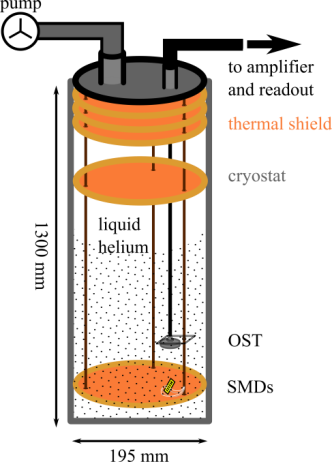 pump
to amplifier
and readout
thermal shield
cryostat
1300 mm
liquid
helium
OST
SMDs
195 mm